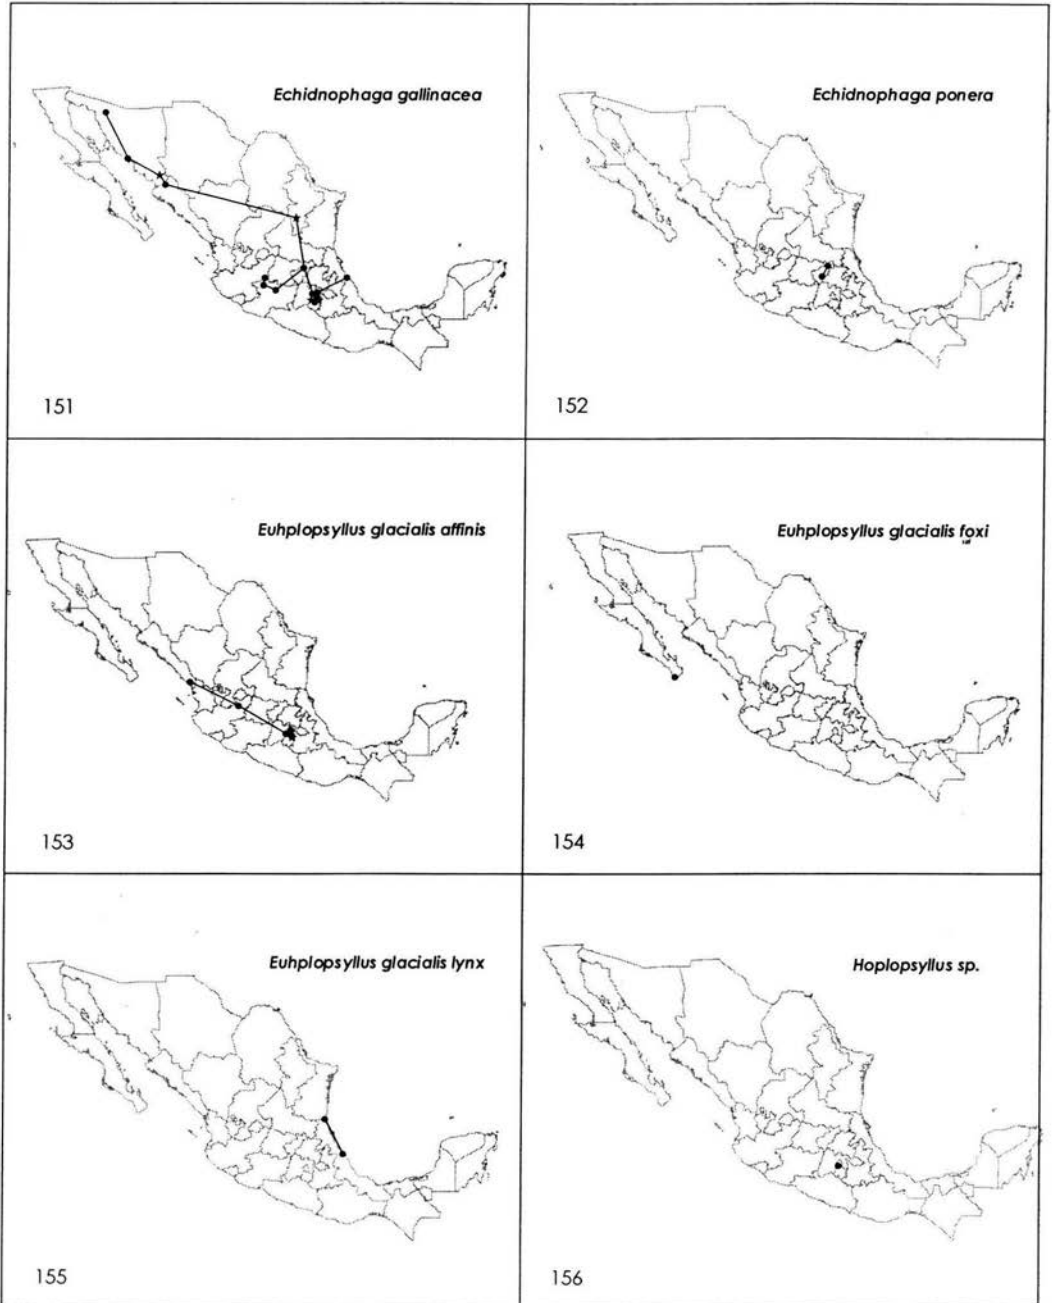 Echidnophaga gallinacea
151
Echidnophaga ponera
152
Euhplopsyllus glacialis affinis
153
Euhplopsyllus glacialis foxi
154
Euhplopsyllus glacialis lynx
155
Hoplopsyllus sp.
156